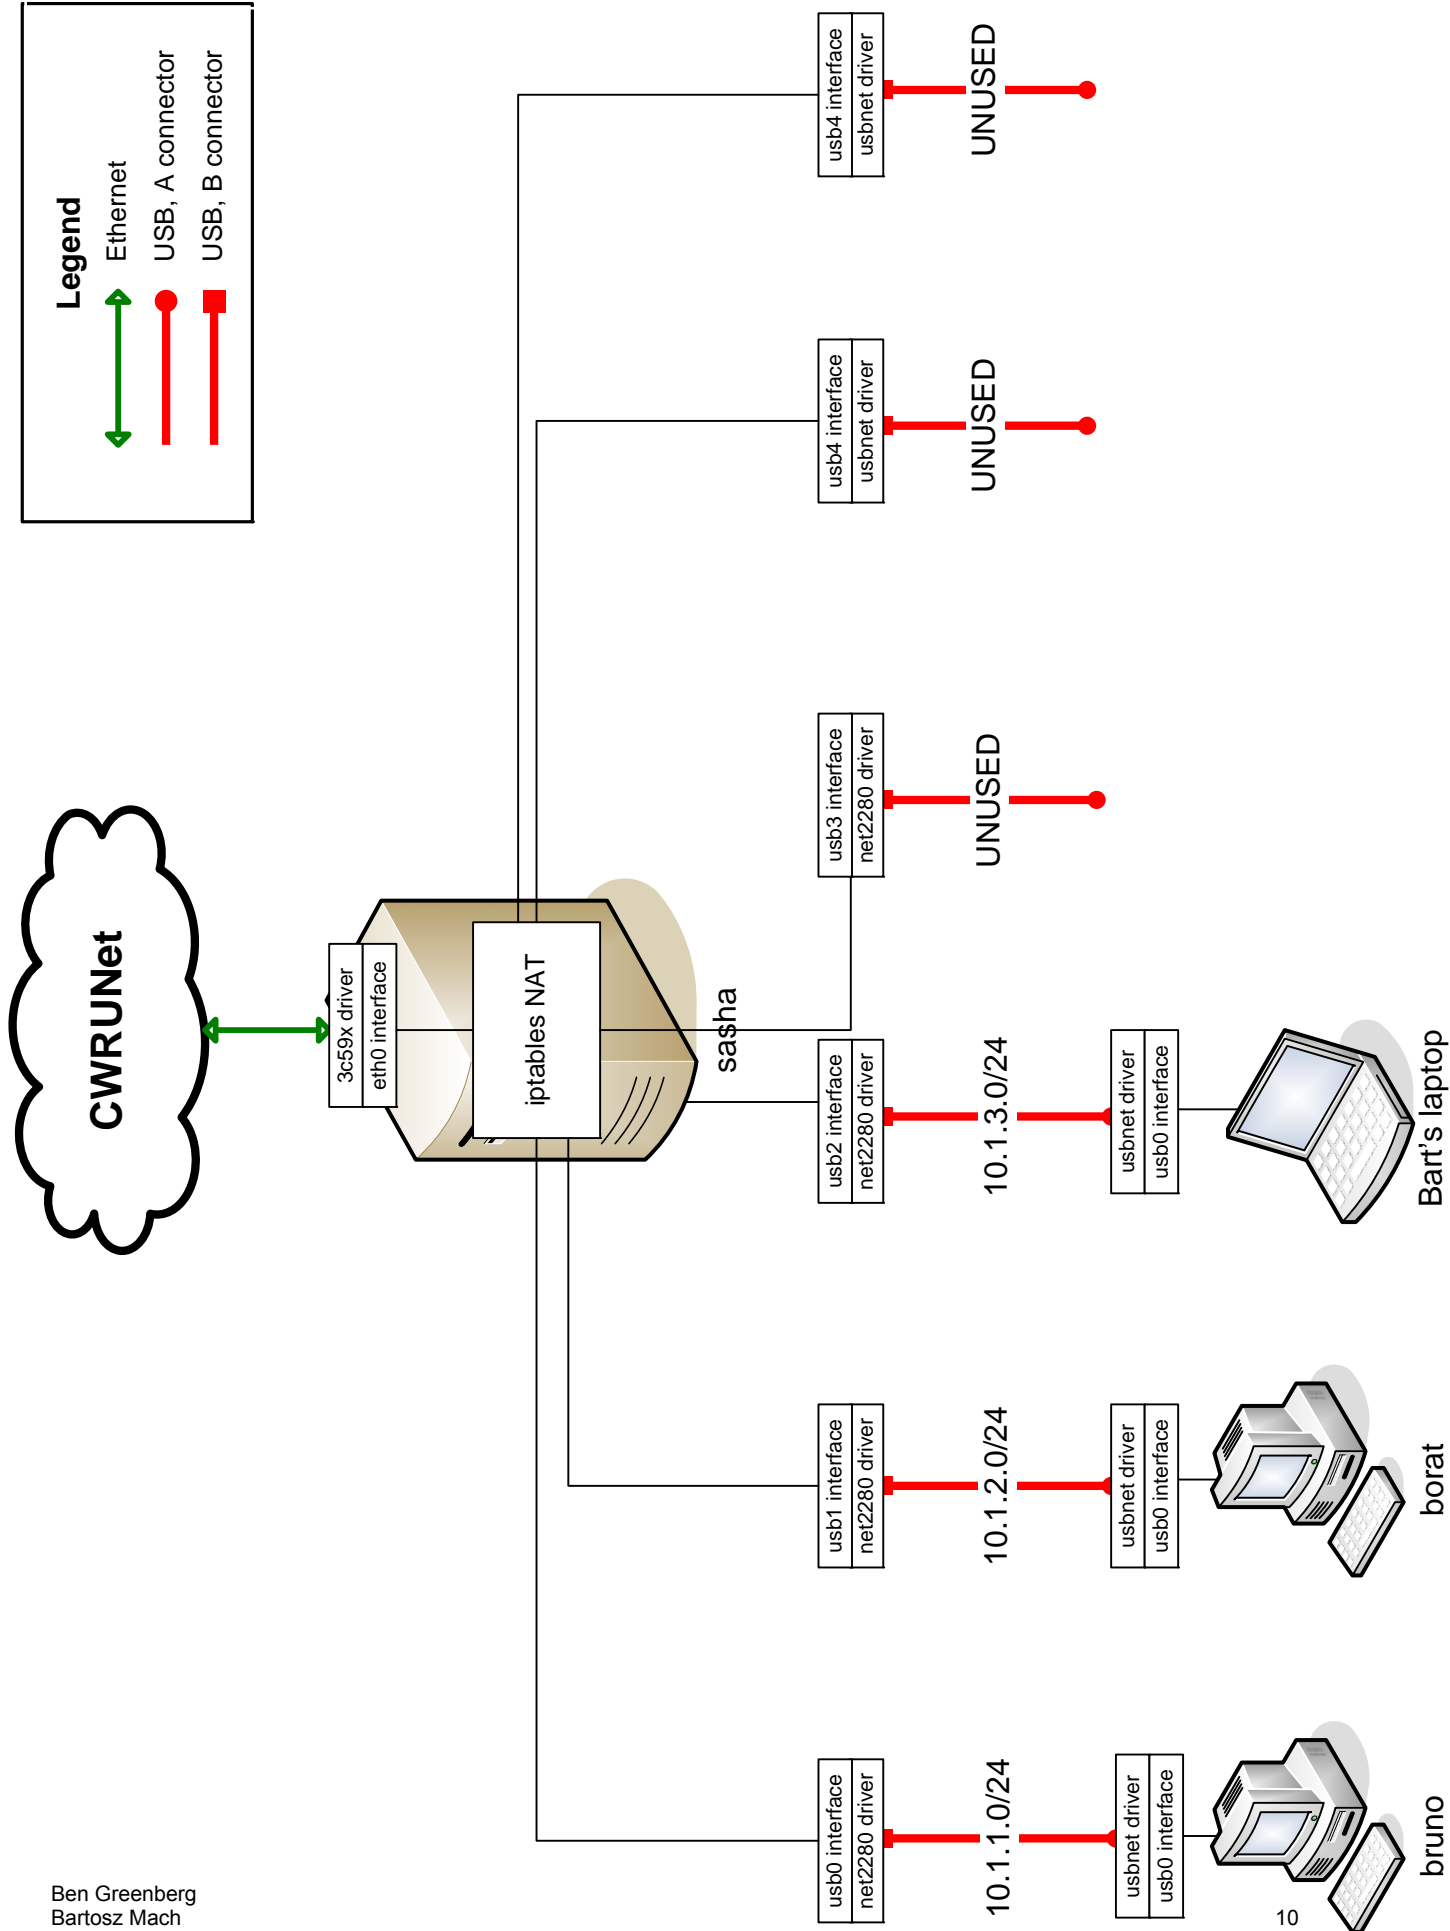 Ben Greenberg
Bartosz Mach
CWRUNet
Legend
Ethernet
USB, A connector
USB, B connector
3c59x driver
eth0 interface
iptables NAT
sasha
usb0 interface
net2280 driver
usb1 interface
net2280 driver
usb2 interface
net2280 driver
usb3 interface
net2280 driver
usb4 interface
usbnet driver
usb4 interface
usbnet driver
10.1.1.0/24
10.1.2.0/24
10.1.3.0/24
UNUSED
UNUSED
UNUSED
usbnet driver
usb0 interface
usbnet driver
usb0 interface
usbnet driver
usb0 interface
bruno
borat
Bart's laptop
10